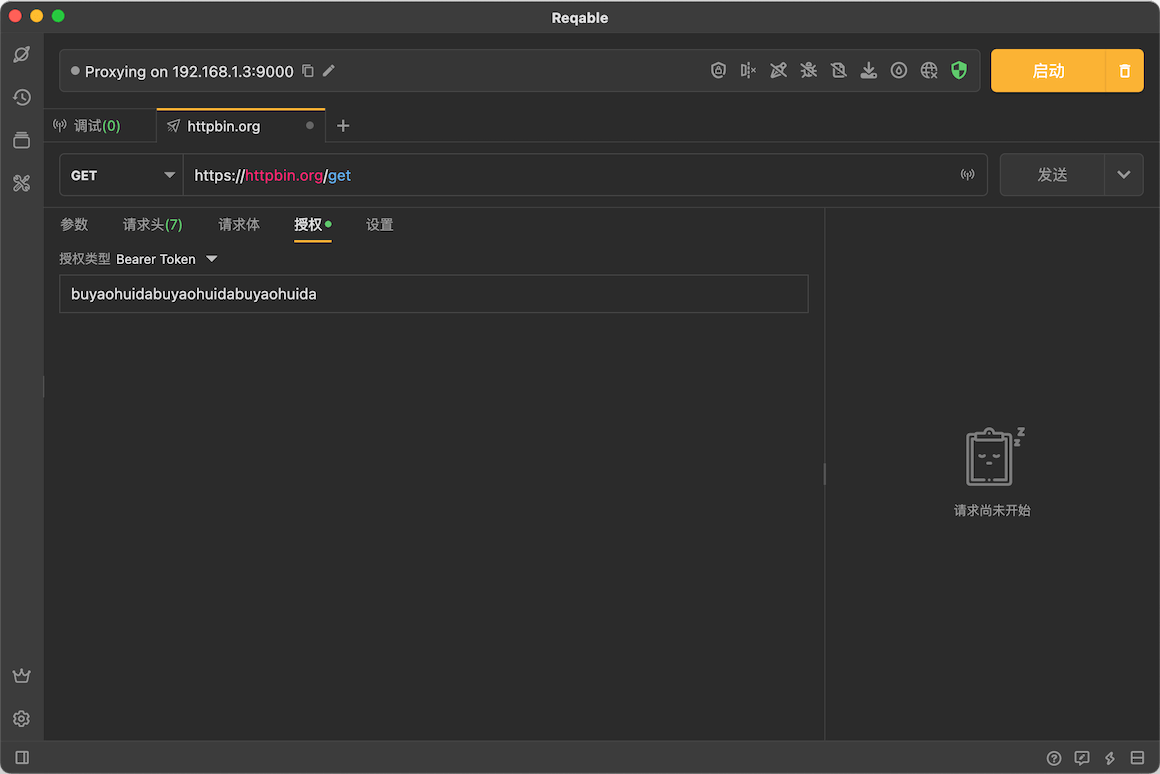 Reqable
Proxying on 192.168.1.3:9000
启动
调试(0)
httpbin.org
GET
https://httpbin.org/get
发送
参数
请求头(7)
请求体
授权
设置
授权类型 Bearer Token
buyaohuidabuyaohuidabuyaohuida
z
z
请求尚未开始